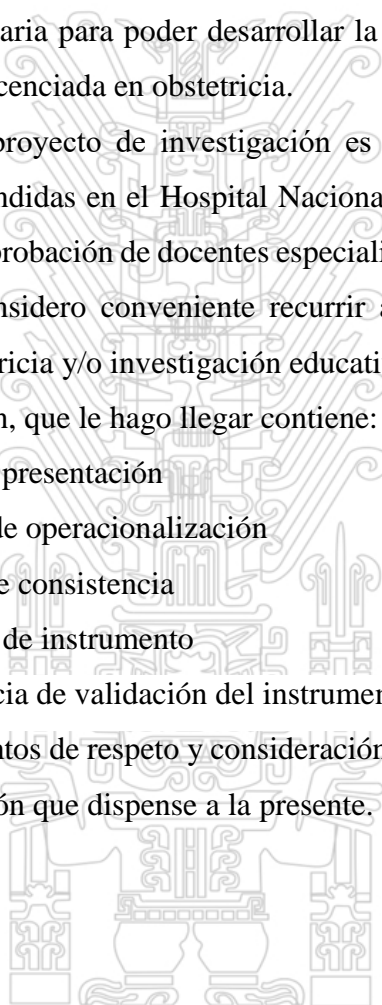 aria para poder desarrollar la
cenciada en obstetricia.
proyecto de investigación es
ndidas en el Hospital Naciona
probación de docentes especiali
nsidero conveniente recurrir a
ricia y/o investigación educati
n, que le hago llegar contiene:
presentación
de operacionalización
e consistencia
de instrumento
cia de validación del instrumen
ntos de respeto y consideración
ón que dispense a la presente.